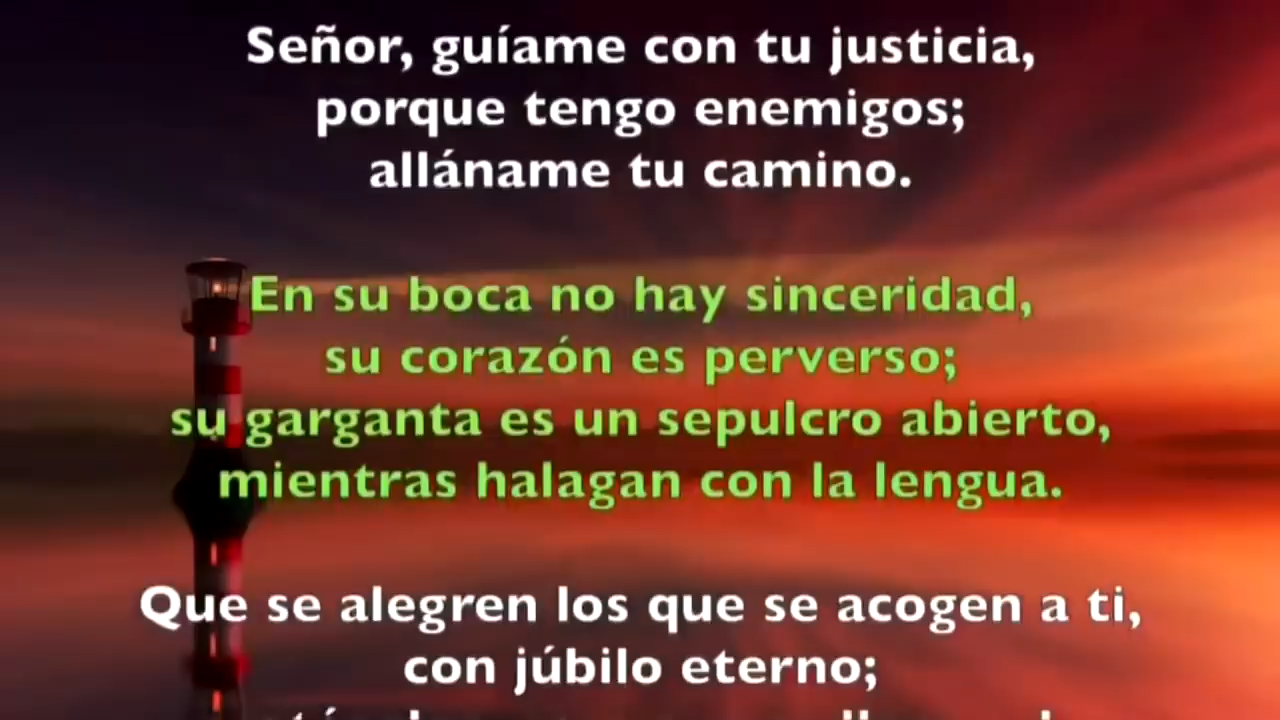 Señor, guíame con tu justicia,
porque tengo enemigos;
alláname tu camino.
En su boca no hay sinceridad,
su corazón es perverso;
su garganta es un sepulcro abierto,
mientras halagan con la lengua.
Que se alegren los que se acogen a ti,
con júbilo eterno;